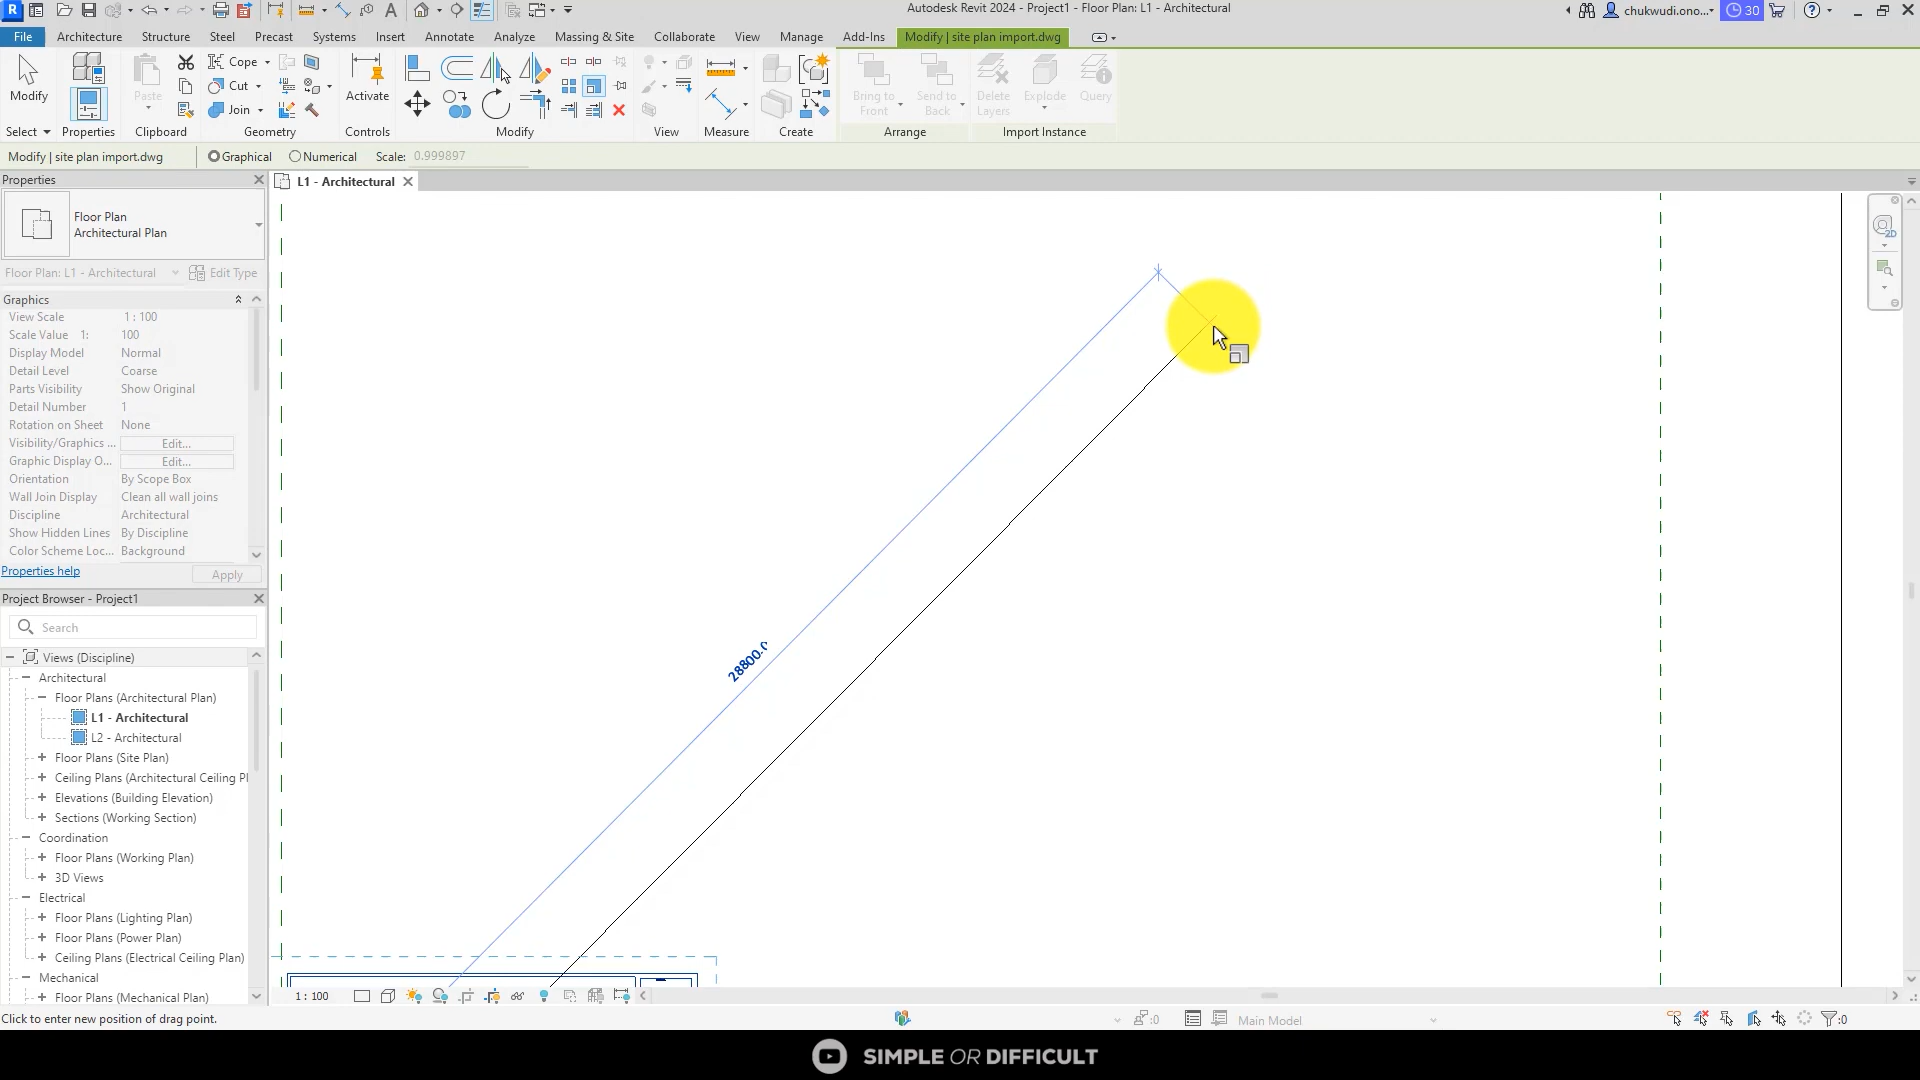 Autodesk Revit 2024 - Project1 - Floor Plan: L1 - Architectural
chukwudi.ono...
30
File Architecture Structure Steel Precast Systems Insert Annotate Analyze Massing & Site Collaborate View Manage Add-Ins Modify | site plan import.dwg
Modify
Paste
Cope
Cut
Join
Activate
Bring to Front
Send to Back
Delete Layers
Explode
Query
Select Properties Clipboard Geometry Controls Modify View Measure Create Arrange Import Instance
Modify | site plan import.dwg Graphical Numerical Scale: 0.999897
Properties
L1 - Architectural
Floor Plan
Architectural Plan
Floor Plan: L1 - Architectural Edit Type
Graphics
View Scale 1 : 100
Scale Value 1: 100
Display Model Normal
Detail Level Coarse
Parts Visibility Show Original
Detail Number 1
Rotation on Sheet None
Visibility/Graphics ... Edit...
Graphic Display O... Edit...
Orientation By Scope Box
Wall Join Display Clean all wall joins
Discipline Architectural
Show Hidden Lines By Discipline
Color Scheme Loc... Background
Properties help Apply
Project Browser - Project1
Search
Views (Discipline)
Architectural
Floor Plans (Architectural Plan)
L1 - Architectural
L2 - Architectural
Floor Plans (Site Plan)
Ceiling Plans (Architectural Ceiling Pl
Elevations (Building Elevation)
Sections (Working Section)
Coordination
Floor Plans (Working Plan)
3D Views
Electrical
Floor Plans (Lighting Plan)
Floor Plans (Power Plan)
Ceiling Plans (Electrical Ceiling Plan)
Mechanical
Floor Plans (Mechanical Plan)
28800.0
2D
1 : 100
Click to enter new position of drag point.
:0
Main Model
:0
SIMPLE OR DIFFICULT